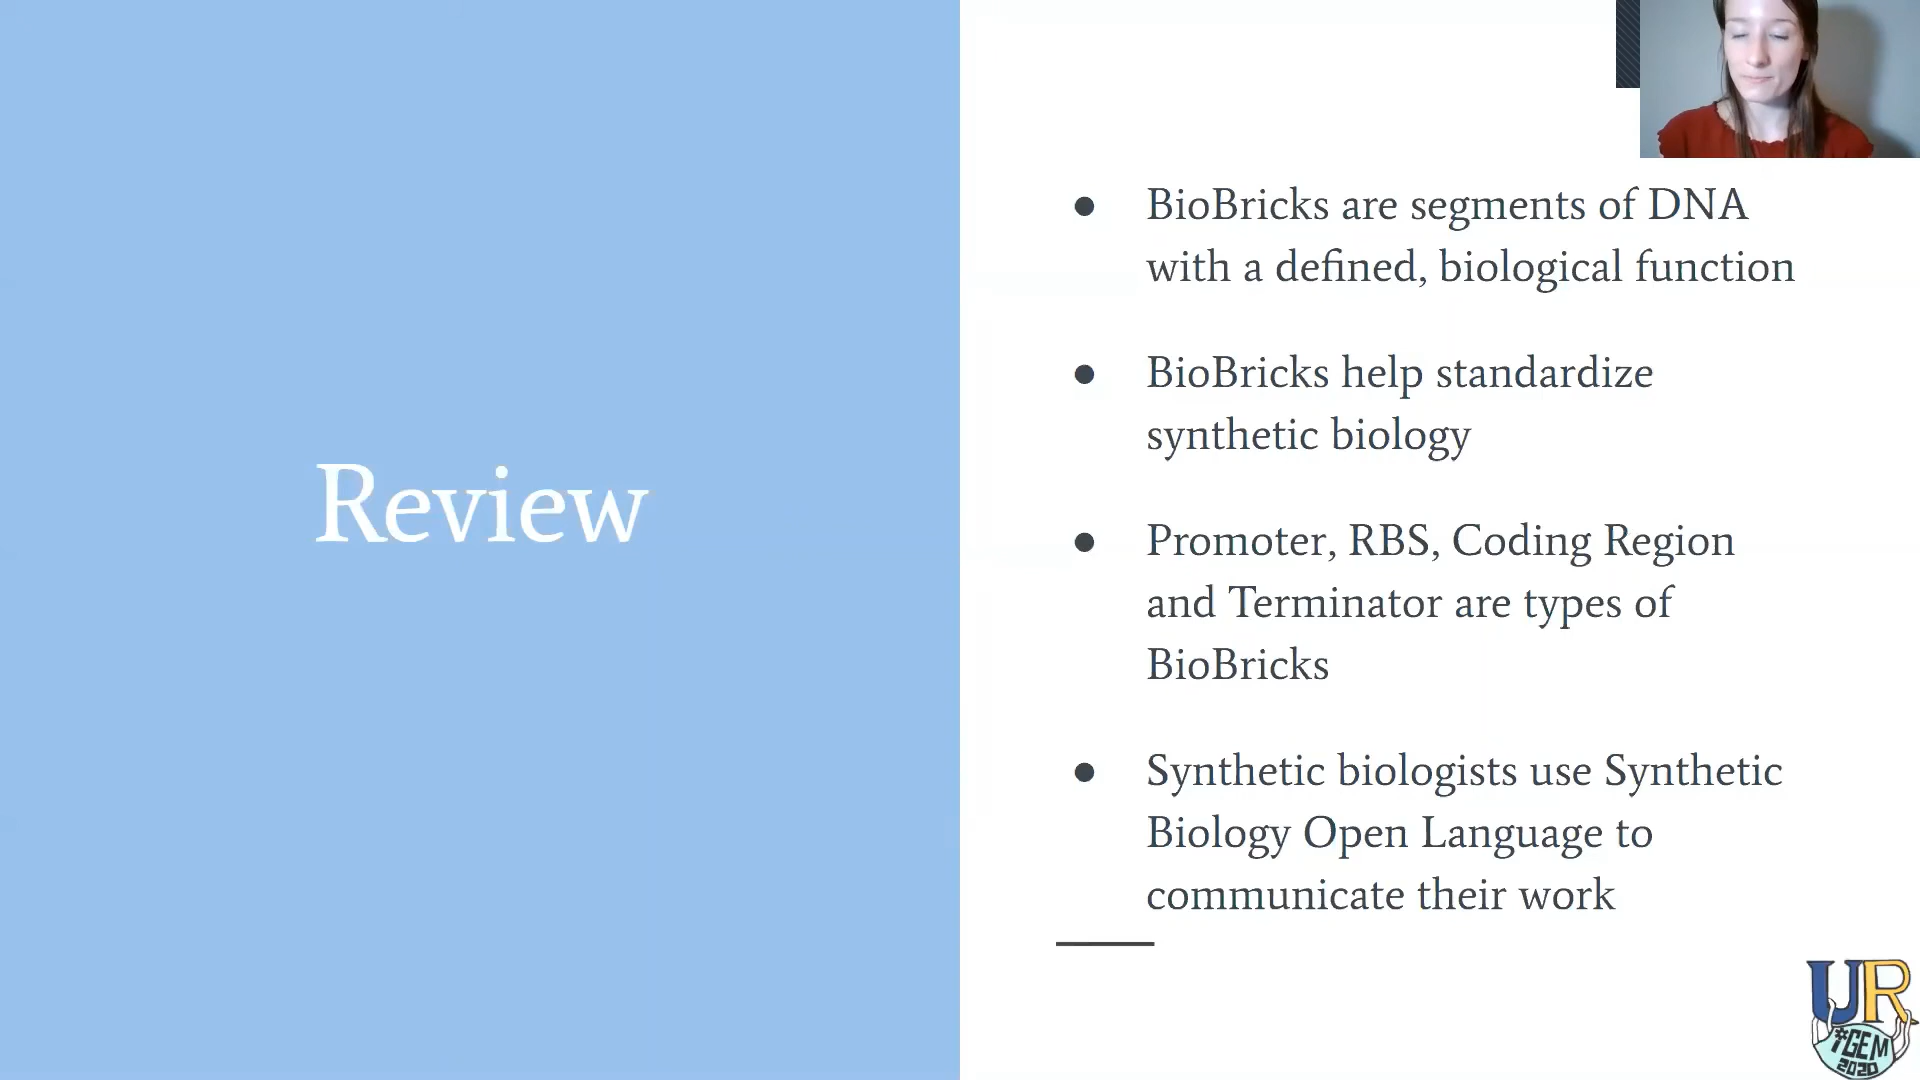 Review
BioBricks are segments of DNA
with a defined, biological function
BioBricks help standardize
synthetic biology
Promoter, RBS, Coding Region
and Terminator are types of
BioBricks
Synthetic biologists use Synthetic
Biology Open Language to
communicate their work
UR
iGEM
2020